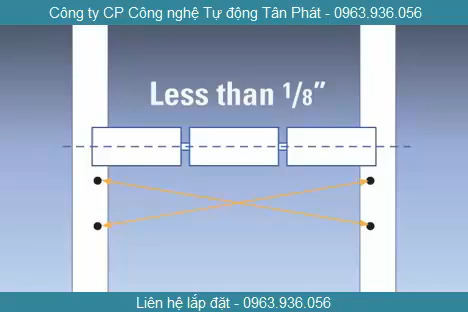 Công ty CP Công nghệ Tự động Tân Phát - 0963.936.056
Less than 1/8”
Liên hệ lắp đặt - 0963.936.056